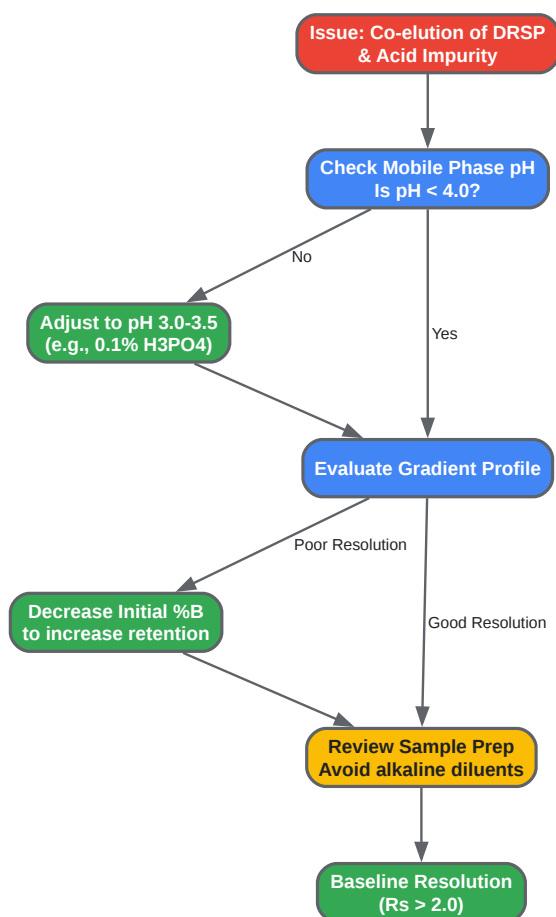 Issue: Co-elution of DRSP
& Acid Impurity
Check Mobile Phase pH
Is pH < 4.0?
No
Adjust to pH 3.0-3.5
(e.g., 0.1% H3PO4)
Yes
Evaluate Gradient Profile
Poor Resolution
Decrease Initial %B
to increase retention
Good Resolution
Review Sample Prep
Avoid alkaline diluents
Baseline Resolution
(Rs > 2.0)